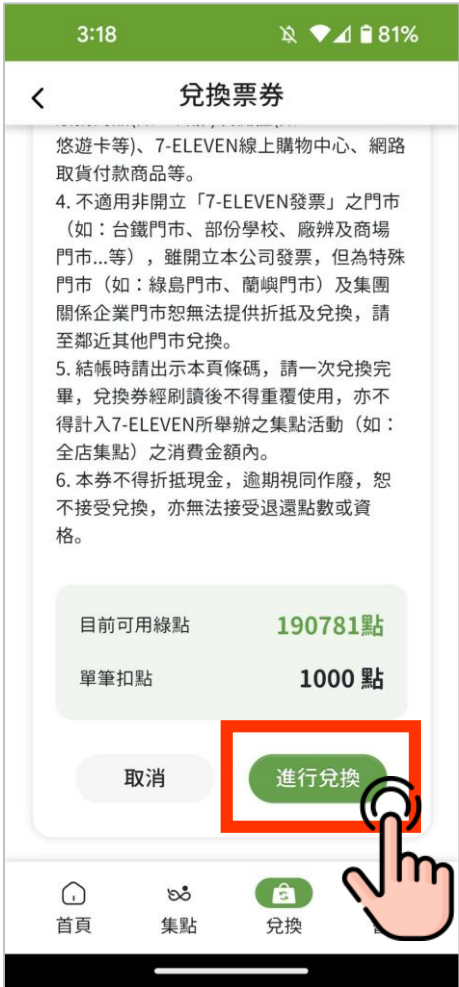 3:18
81%
兌換票券
悠遊卡等)、7-ELEVEN線上購物中心、網路
取貨付款商品等。
4. 不適用非開立「7-ELEVEN發票」之門市
（如：台鐵門市、部份學校、廠辨及商場
門市...等），雖開立本公司發票，但為特殊
門市（如：綠島門市、蘭嶼門市）及集團
關係企業門市恕無法提供折抵及兌換，請
至鄰近其他門市兌換。
5. 結帳時請出示本頁條碼，請一次兌換完
畢，兌換券經刷讀後不得重覆使用，亦不
得計入7-ELEVEN所舉辦之集點活動（如：
全店集點）之消費金額內。
6. 本券不得折抵現金，逾期視同作廢，恕
不接受兌換，亦無法接受退還點數或資
格。
目前可用綠點 190781點
單筆扣點 1000 點
取消 進行兌換
首頁 集點 兌換